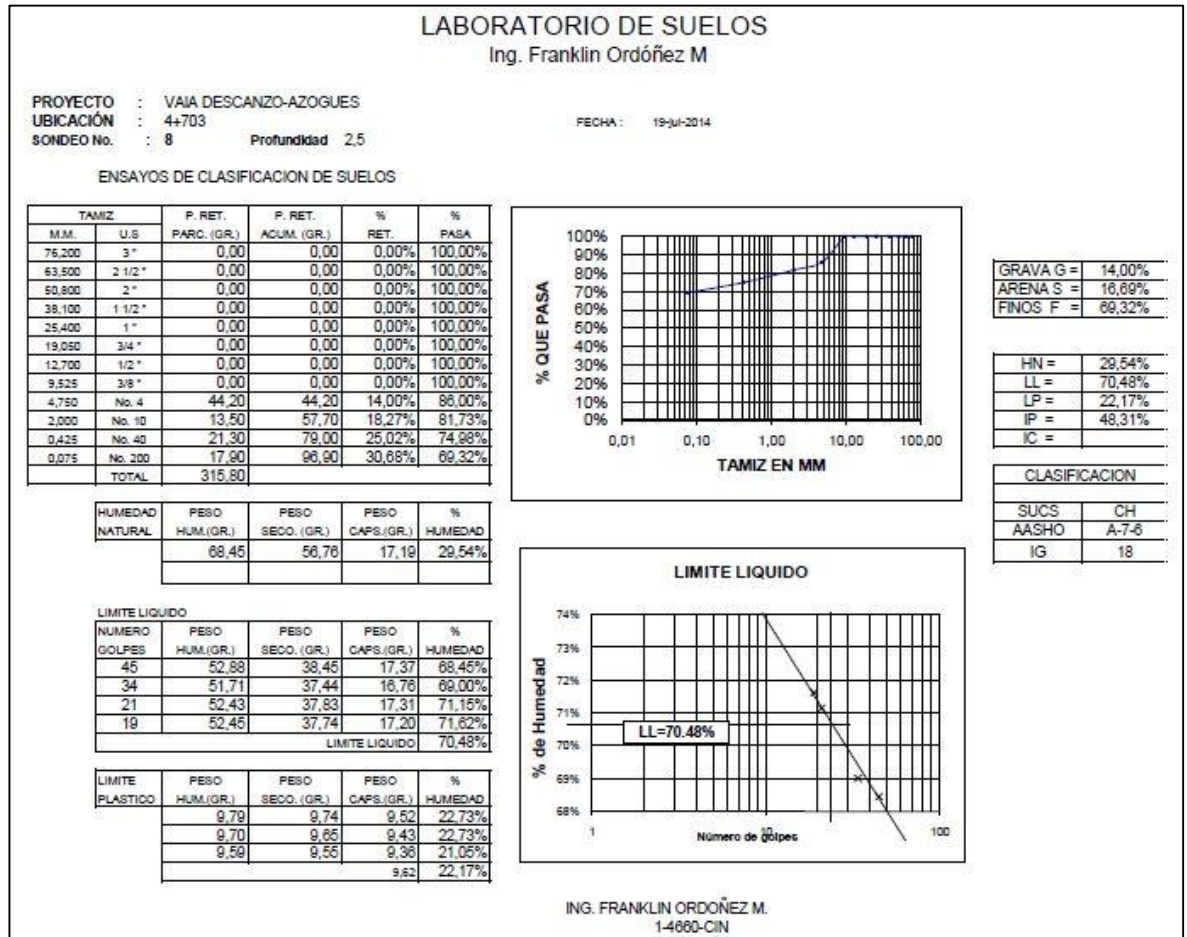 LABORATORIO DE SUELOS
Ing. Franklin Ordóñez M
PROYECTO : VAIA DESCANZO-AZOGUES
UBICACIÓN : 4+703
FECHA : 19-jul-2014
SONDEO No. : 8 Profundidad 2,5
ENSAYOS DE CLASIFICACION DE SUELOS
TAMIZ P. RET. P. RET. % %
M.M. U.S PARC. (GR.) ACUM. (GR.) RET. PASA
76,200 3 " 0,00 0,00 0,00% 100,00%
63,500 2 1/2 " 0,00 0,00 0,00% 100,00%
50,800 2 " 0,00 0,00 0,00% 100,00%
38,100 1 1/2 " 0,00 0,00 0,00% 100,00%
25,400 1 " 0,00 0,00 0,00% 100,00%
19,050 3/4 " 0,00 0,00 0,00% 100,00%
12,700 1/2 " 0,00 0,00 0,00% 100,00%
9,525 3/8 " 0,00 0,00 0,00% 100,00%
4,750 No. 4 44,20 44,20 14,00% 86,00%
2,000 No. 10 13,50 57,70 18,27% 81,73%
0,425 No. 40 21,30 79,00 25,02% 74,98%
0,075 No. 200 17,90 96,90 30,68% 69,32%
TOTAL 315,80
% QUE PASA
100%
90%
80%
70%
60%
50%
40%
30%
20%
10%
0%
0,01 0,10 1,00 10,00 100,00
TAMIZ EN MM
GRAVA G = 14,00%
ARENA S = 16,69%
FINOS F = 69,32%
HN = 29,54%
LL = 70,48%
LP = 22,17%
IP = 48,31%
IC =
CLASIFICACION
SUCS CH
AASHO A-7-6
IG 18
HUMEDAD PESO PESO PESO %
NATURAL HUM.(GR.) SECO. (GR.) CAPS.(GR.) HUMEDAD
68,45 56,76 17,19 29,54%
LIMITE LIQUIDO
NUMERO PESO PESO PESO %
GOLPES HUM.(GR.) SECO. (GR.) CAPS.(GR.) HUMEDAD
45 52,88 38,45 17,37 68,45%
34 51,71 37,44 16,76 69,00%
21 52,43 37,83 17,31 71,15%
19 52,45 37,74 17,20 71,62%
LIMITE LIQUIDO 70,48%
LIMITE PESO PESO PESO %
PLASTICO HUM.(GR.) SECO. (GR.) CAPS.(GR.) HUMEDAD
9,79 9,74 9,52 22,73%
9,70 9,65 9,43 22,73%
9,59 9,55 9,36 21,05%
9,62 22,17%
LIMITE LIQUIDO
% de Humedad
74%
73%
72%
71%
70%
69%
68%
LL=70.48%
1 10 100
Número de golpes
ING. FRANKLIN ORDOÑEZ M.
1-4660-CIN